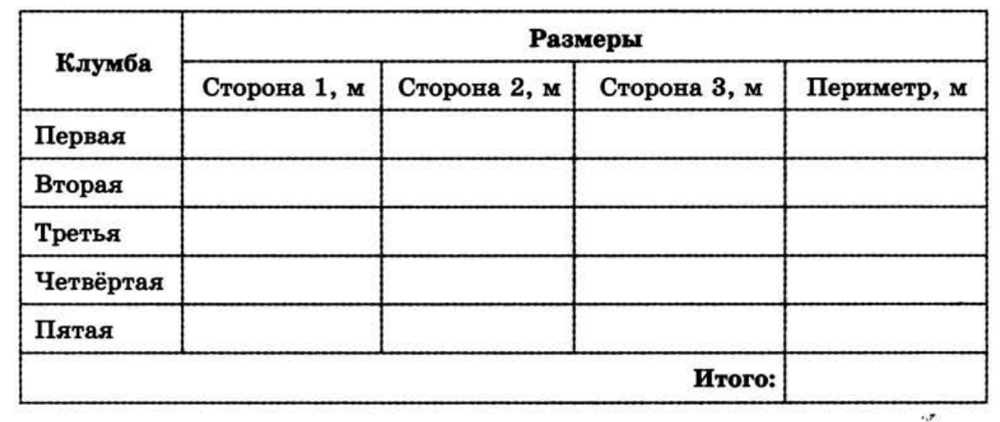 Клумба
Размеры
Сторона 1, м
Сторона 2, м
Сторона 3, м
Периметр, м
Первая
Вторая
Третья
Четвёртая
Пятая
Итого: